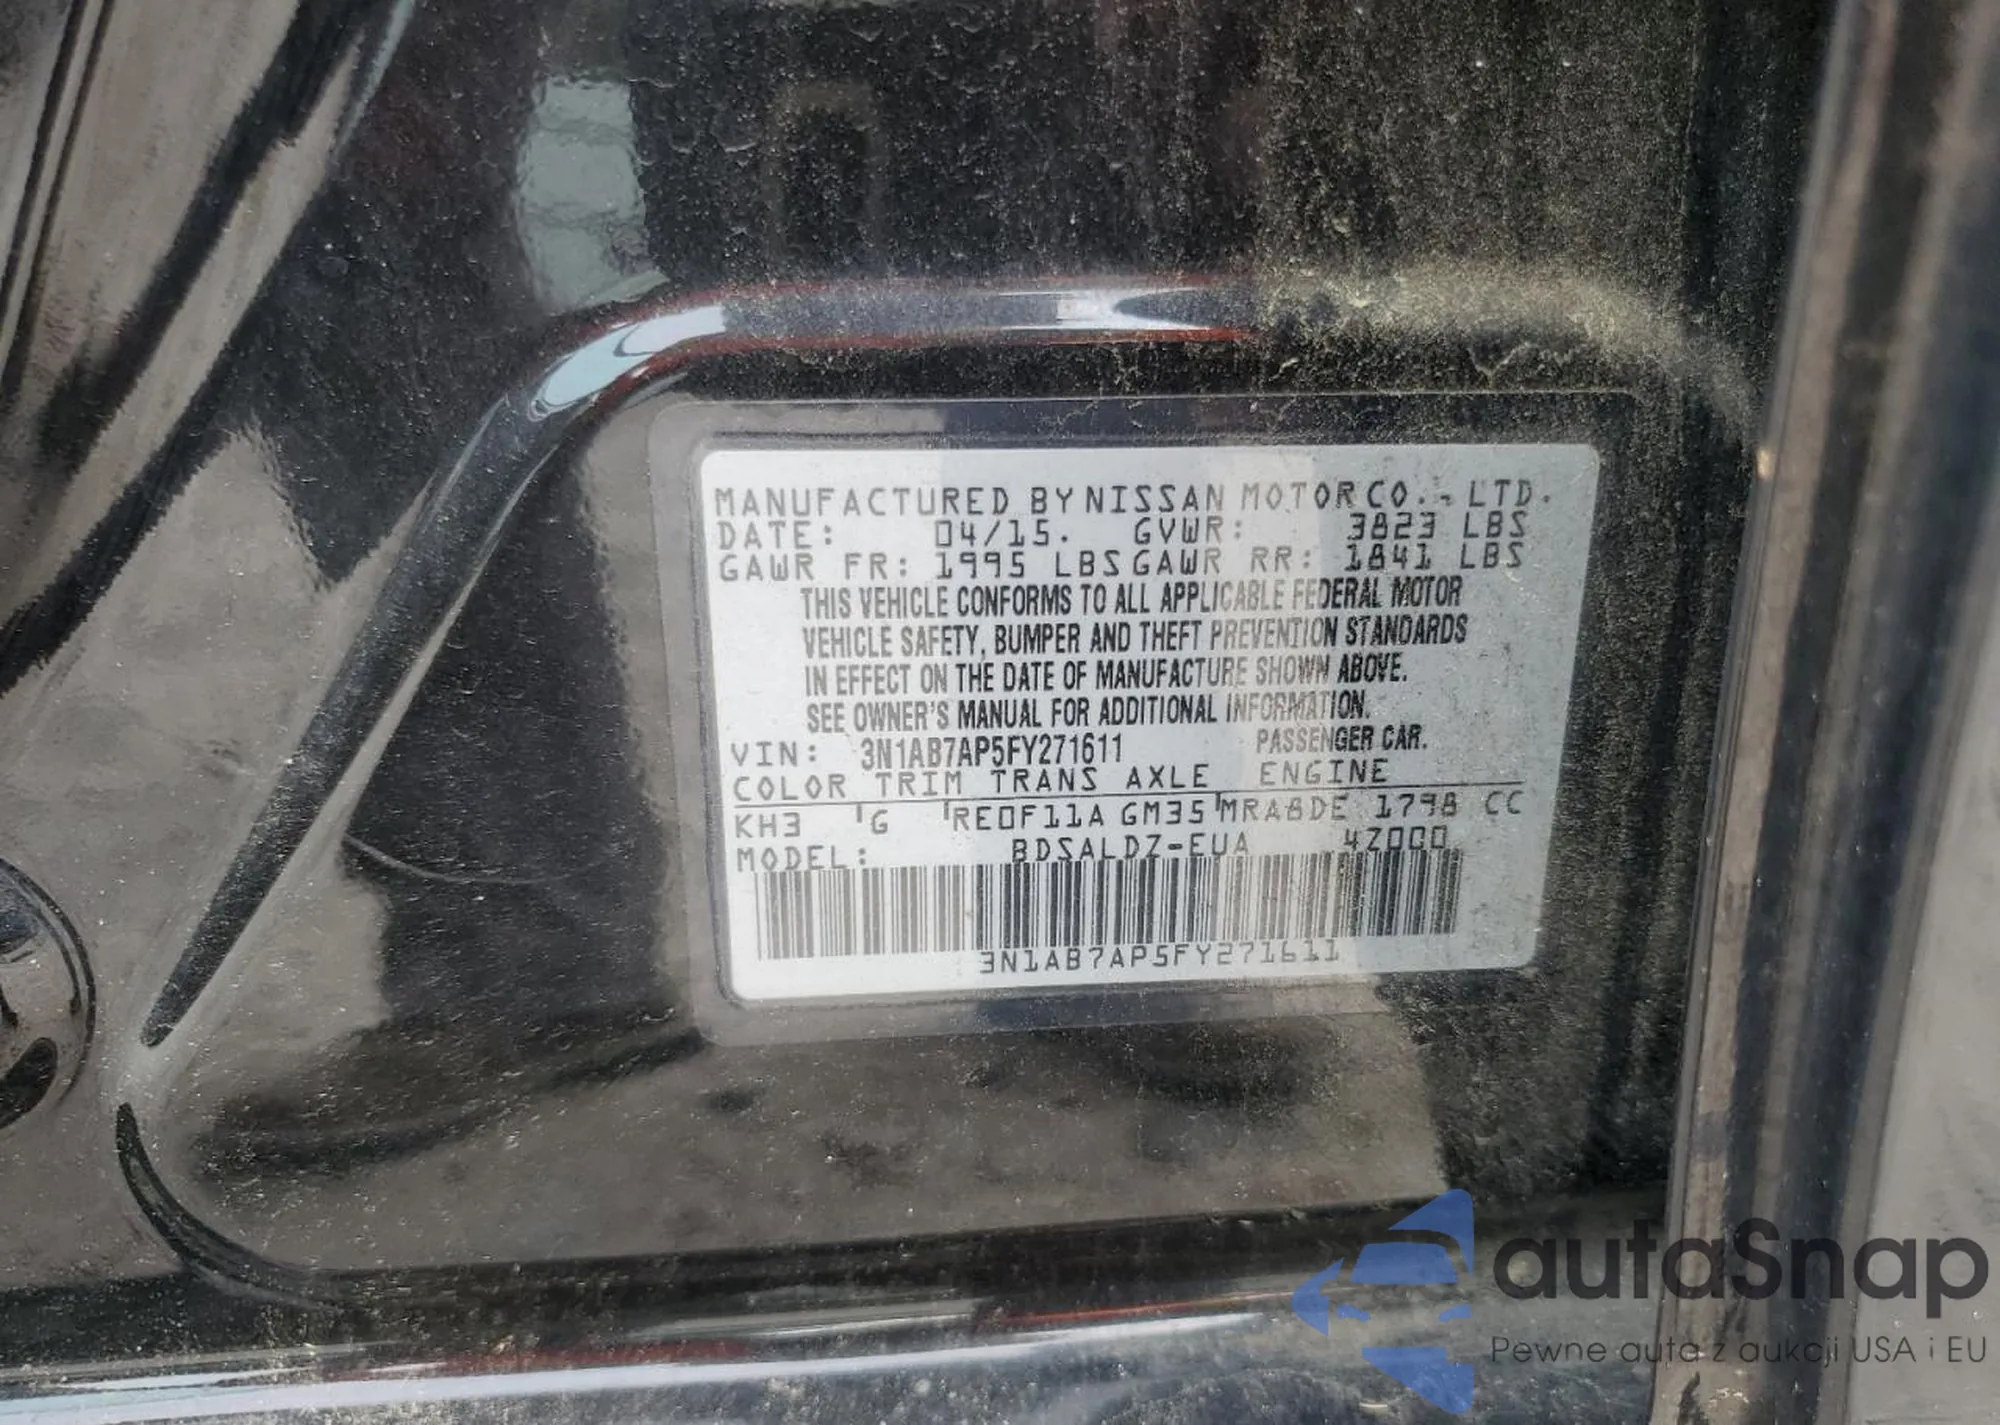 MANUFACTURED BY NISSAN MOTOR CO., LTD.
DATE: 04/15. GVWR: 3823 LBS
GAWR FR: 1995 LBS GAWR RR: 1841 LBS
THIS VEHICLE CONFORMS TO ALL APPLICABLE FEDERAL MOTOR
VEHICLE SAFETY, BUMPER AND THEFT PREVENTION STANDARDS
IN EFFECT ON THE DATE OF MANUFACTURE SHOWN ABOVE.
SEE OWNER'S MANUAL FOR ADDITIONAL INFORMATION.
VIN: 3N1AB7AP5FY271611 PASSENGER CAR.
COLOR TRIM TRANS AXLE ENGINE
KH3 G RE0F11A GM35 MRA8DE 1798 CC
MODEL: BDSALDZ-EUA 4Z000
3N1AB7AP5FY271611
autaSnap
Pewne auta z aukcji USA i EU